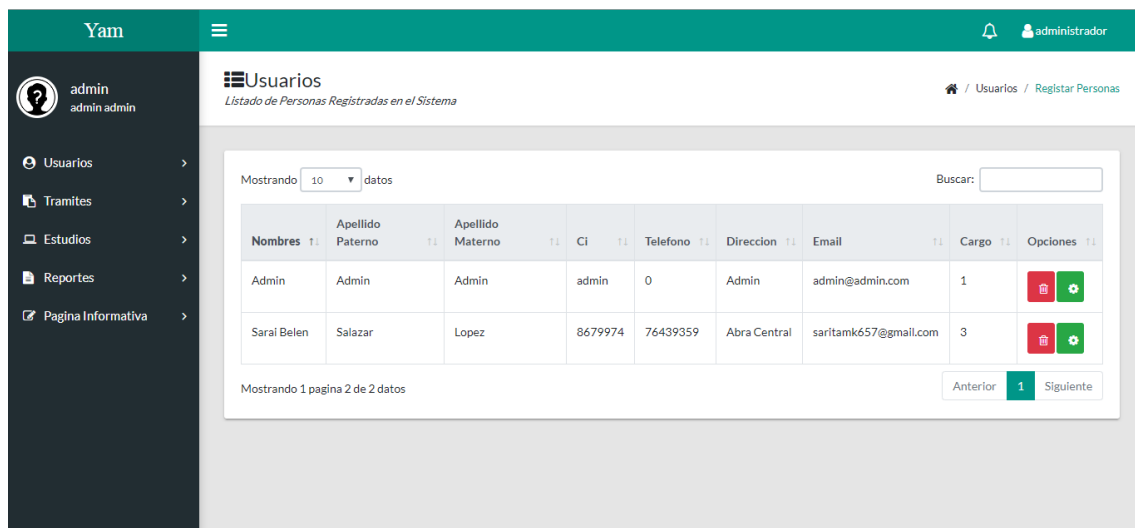 Yam
administrador
admin
admin admin
Usuarios
Listado de Personas Registradas en el Sistema
/ Usuarios / Registar Personas
Usuarios
Tramites
Estudios
Reportes
Pagina Informativa
Mostrando 10 datos
Buscar:
Nombres Apellido Paterno Apellido Materno Ci Telefono Direccion Email Cargo Opciones
Admin Admin Admin admin 0 Admin admin@admin.com 1
Sarai Belen Salazar Lopez 8679974 76439359 Abra Central saritamk657@gmail.com 3
Mostrando 1 pagina 2 de 2 datos
Anterior 1 Siguiente